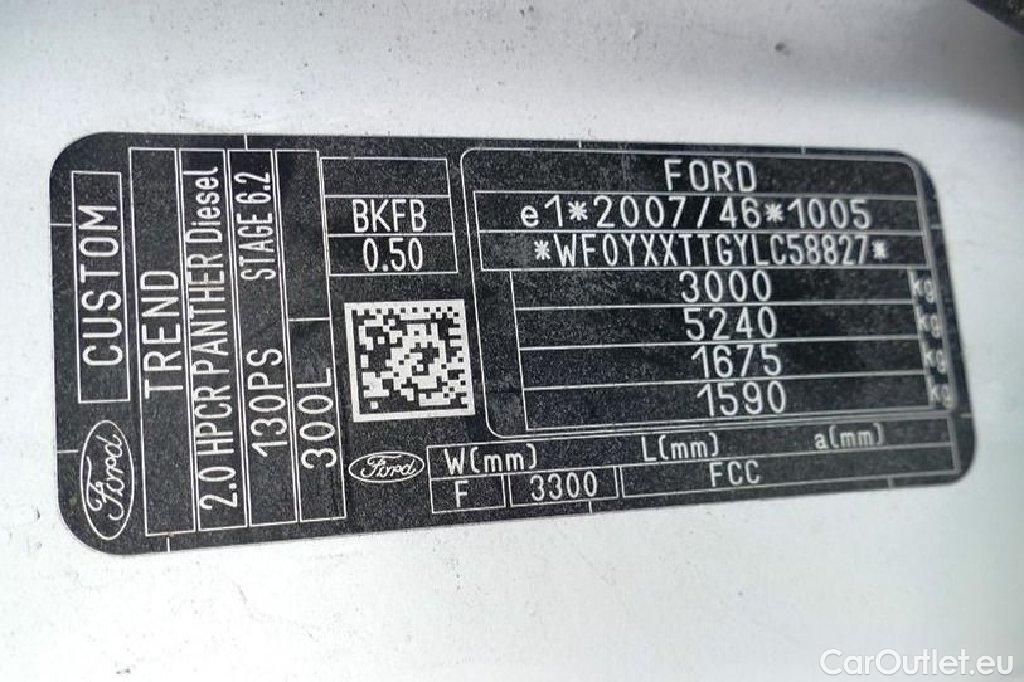 CUSTOM
Ford
TREND
2.0 HPCR PANTHER Diesel
130PS STAGE 6.2
300L
BKFB
0.50
Ford
FORD
e1*2007/46*1005
*WF0YXXTTGYLC58827*
3000 kg
5240 kg
1675 kg
1590 kg
W(mm) L(mm) a(mm)
F 3300 FCC
CarOutlet.eu